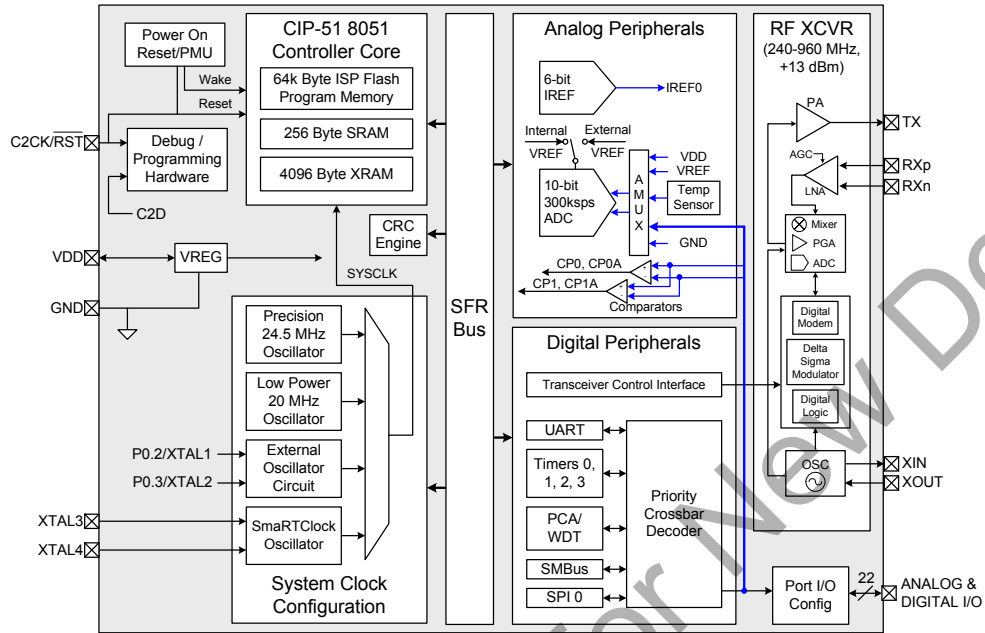 Power On
Reset/PMU
Wake
Reset
C2CK/RST
Debug /
Programming
Hardware
C2D
VDD
VREG
GND
CIP-51 8051
Controller Core
64k Byte ISP Flash
Program Memory
256 Byte SRAM
4096 Byte XRAM
CRC
Engine
SYSCLK
Precision
24.5 MHz
Oscillator
Low Power
20 MHz
Oscillator
P0.2/XTAL1
P0.3/XTAL2
External
Oscillator
Circuit
XTAL3
XTAL4
SmaRTClock
Oscillator
System Clock
Configuration
SFR
Bus
Analog Peripherals
6-bit
IREF
IREF0
Internal
External
VREF
VREF
10-bit
300ksps
ADC
A
M
U
X
VDD
VREF
Temp
Sensor
GND
CP0, CP0A
+
-
CP1, CP1A
+
-
Comparators
Digital Peripherals
Transceiver Control Interface
UART
Timers 0,
1, 2, 3
PCA/
WDT
SMBus
SPI 0
Priority
Crossbar
Decoder
RF XCVR
(240-960 MHz,
+13 dBm)
PA
TX
AGC
LNA
RXp
RXn
Mixer
PGA
ADC
Digital
Modem
Delta
Sigma
Modulator
Digital
Logic
OSC
XIN
XOUT
Port I/O
Config
22
ANALOG &
DIGITAL I/O
for New De